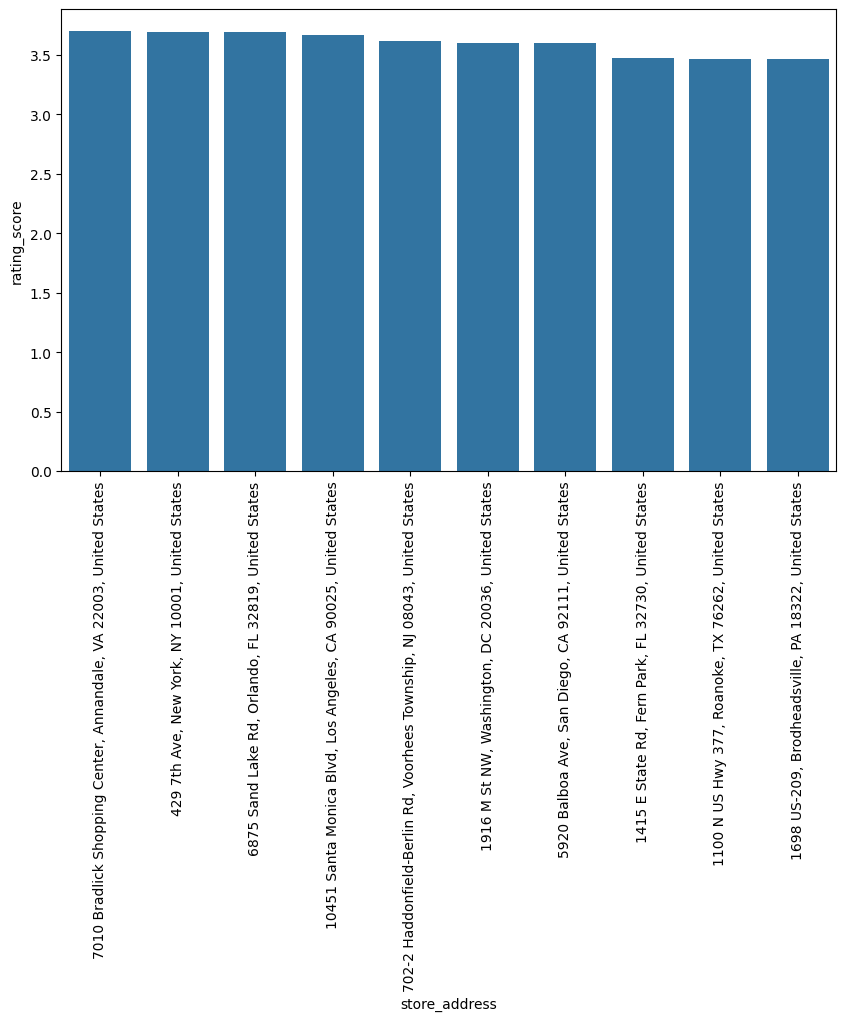 3.5
3.0
2.5
2.0
1.5
1.0
0.5
0.0
rating_score
7010 Bradlick Shopping Center, Annandale, VA 22003, United States
429 7th Ave, New York, NY 10001, United States
6875 Sand Lake Rd, Orlando, FL 32819, United States
10451 Santa Monica Blvd, Los Angeles, CA 90025, United States
702-2 Haddonfield-Berlin Rd, Voorhees Township, NJ 08043, United States
1916 M St NW, Washington, DC 20036, United States
5920 Balboa Ave, San Diego, CA 92111, United States
1415 E State Rd, Fern Park, FL 32730, United States
1100 N US Hwy 377, Roanoke, TX 76262, United States
1698 US-209, Brodheadsville, PA 18322, United States
store_address